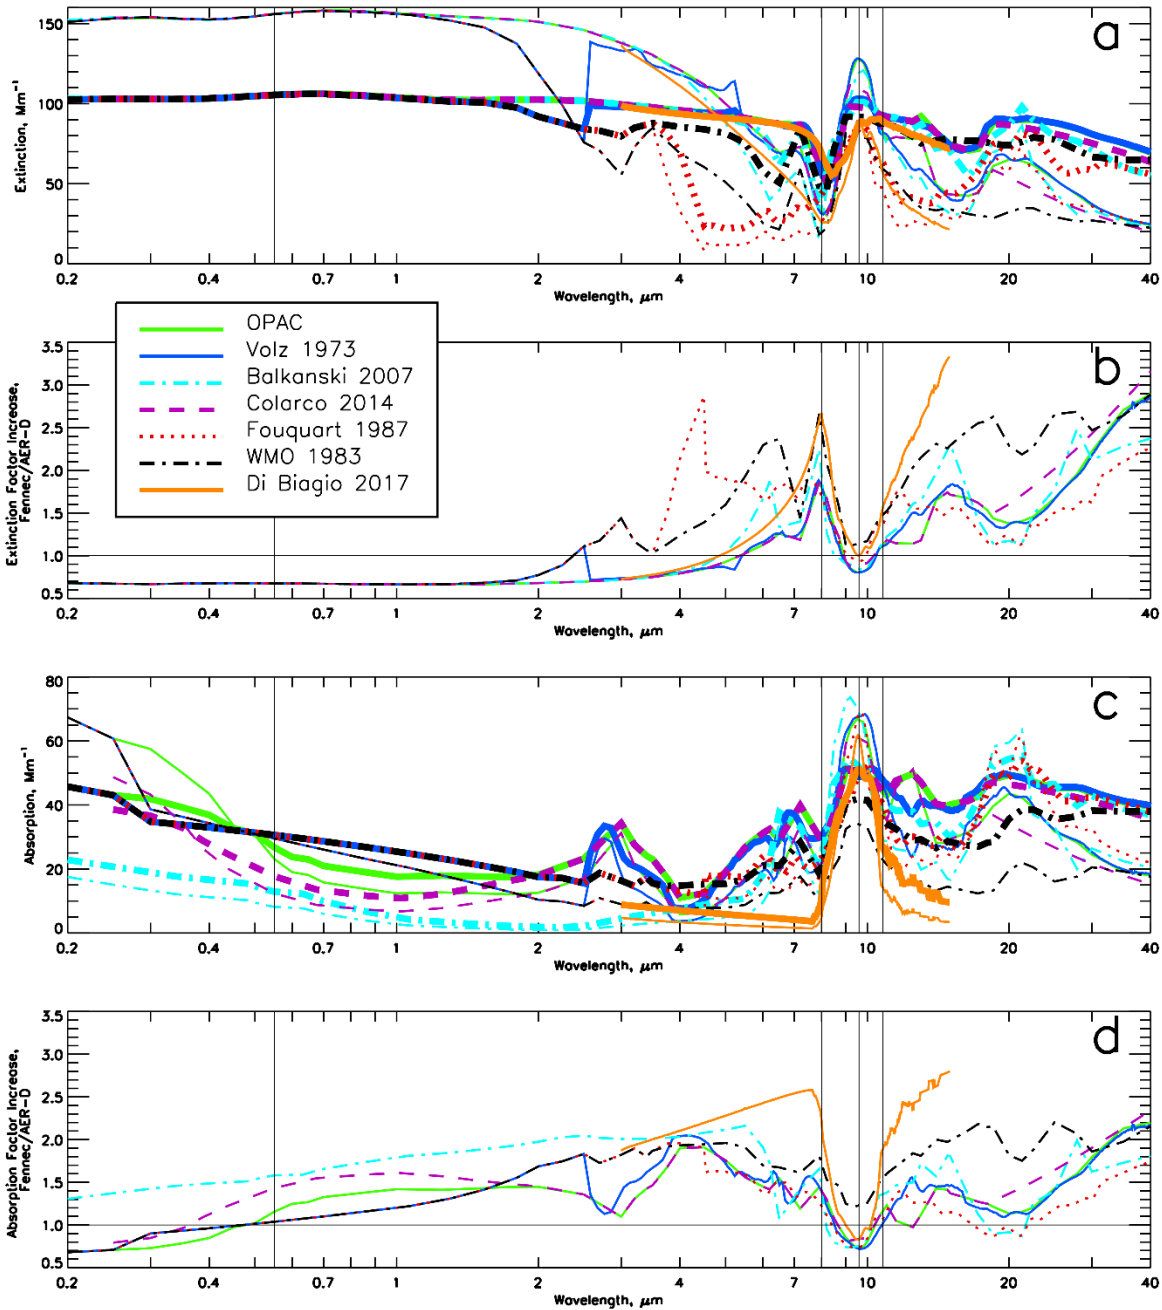 a
150
100
50
0
Extinction, Mm⁻¹
0.2 0.4 0.7 1 2 4 7 10 20 40
Wavelength, μm
OPAC
Volz 1973
Balkanski 2007
Colarco 2014
Fouquart 1987
WMO 1983
Di Biagio 2017
b
3.5
3.0
2.5
2.0
1.5
1.0
0.5
Extinction Factor Increase,
Fennec/AER-D
0.2 0.4 0.7 1 2 4 7 10 20 40
Wavelength, μm
c
80
60
40
20
0
Absorption, Mm⁻¹
0.2 0.4 0.7 1 2 4 7 10 20 40
Wavelength, μm
d
3.5
3.0
2.5
2.0
1.5
1.0
0.5
Absorption Factor Increase,
Fennec/AER-D
0.2 0.4 0.7 1 2 4 7 10 20 40
Wavelength, μm